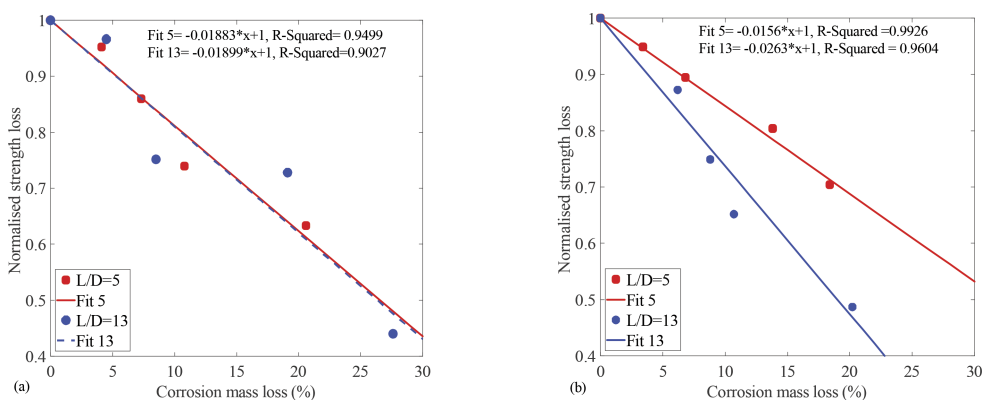 Fit 5= -0.01883*x+1, R-Squared= 0.9499
Fit 13= -0.01899*x+1, R-Squared=0.9027
Normalised strength loss
1
0.9
0.8
0.7
0.6
0.5
0.4
L/D=5
Fit 5
L/D=13
Fit 13
0 5 10 15 20 25 30
(a)
Corrosion mass loss (%)
Fit 5= -0.0156*x+1, R-Squared =0.9926
Fit 13= -0.0263*x+1, R-Squared = 0.9604
Normalised strength loss
1
0.9
0.8
0.7
0.6
0.5
0.4
L/D=5
Fit 5
L/D=13
Fit 13
0 5 10 15 20 25 30
(b)
Corrosion mass loss (%)